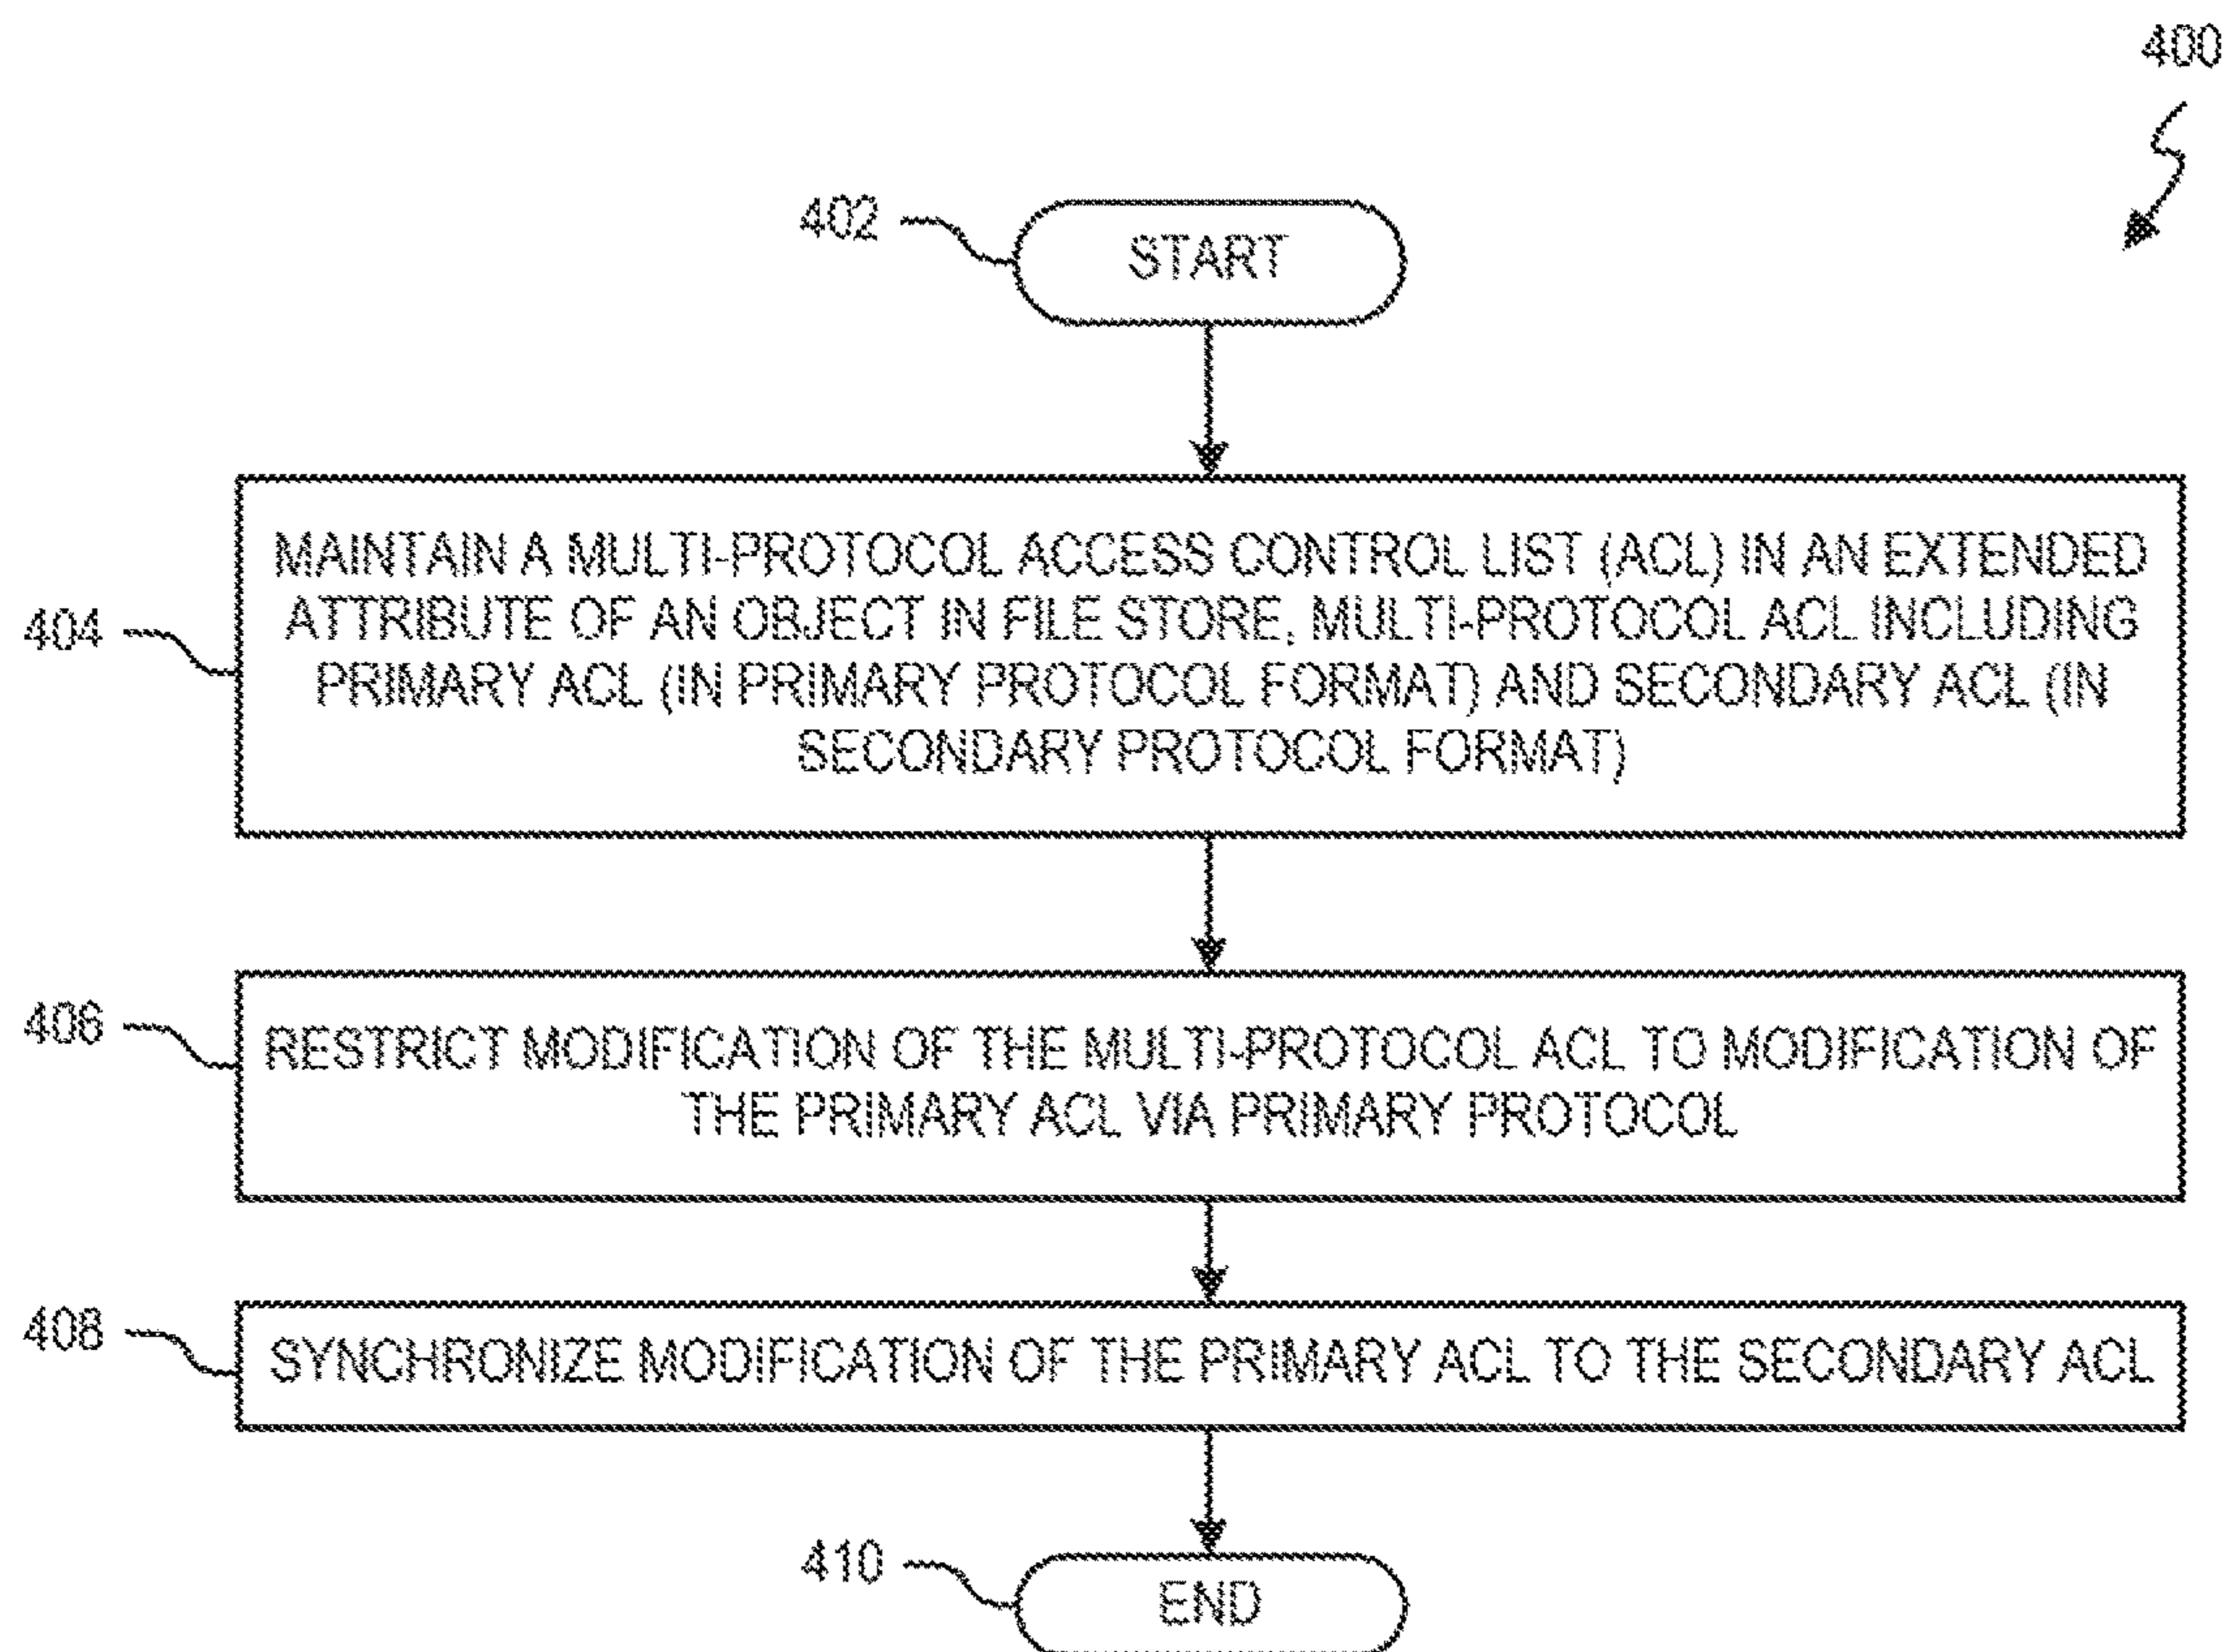 400
402
START
404
MAINTAIN A MULTI-PROTOCOL ACCESS CONTROL LIST (ACL) IN AN EXTENDED
ATTRIBUTE OF AN OBJECT IN FILE STORE, MULTI-PROTOCOL ACL INCLUDING
PRIMARY ACL (IN PRIMARY PROTOCOL FORMAT) AND SECONDARY ACL (IN
SECONDARY PROTOCOL FORMAT)
406
RESTRICT MODIFICATION OF THE MULTI-PROTOCOL ACL TO MODIFICATION OF
THE PRIMARY ACL VIA PRIMARY PROTOCOL
408
SYNCHRONIZE MODIFICATION OF THE PRIMARY ACL TO THE SECONDARY ACL
410
END